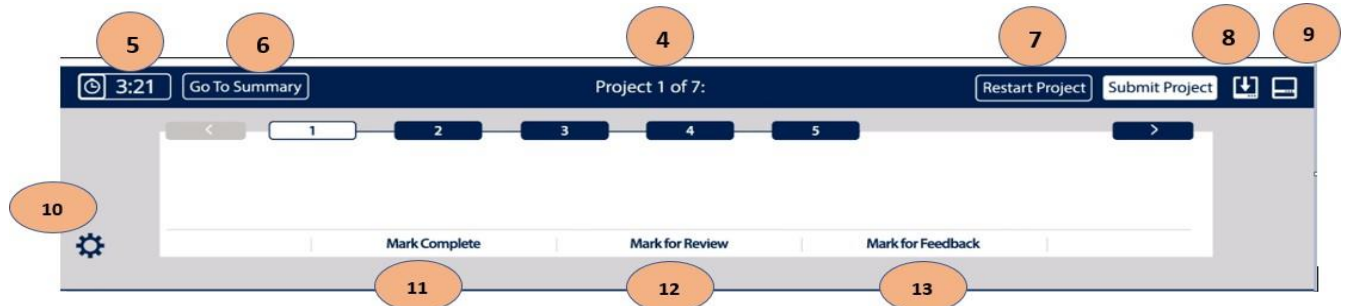 5 6 4 7 8 9
3:21 Go To Summary Project 1 of 7: Restart Project Submit Project
< 1 2 3 4 5 >
10
Mark Complete Mark for Review Mark for Feedback
11 12 13